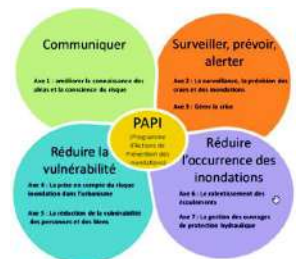 Communiquer
Axe 1 : améliorer la connaissance des
aléas et la conscience du risque
Surveiller, prévoir,
alerter
Axe 2 : La surveillance, la prévision des
crues et des inondations
Axe 3 : Gérer la crise
PAPI
(Programme
d'Actions de
Prévention des
Inondations)
Réduire la
vulnérabilité
Axe 4 : La prise en compte du risque
inondation dans l'urbanisme
Axe 5 : La réduction de la vulnérabilité
des personnes et des biens
Réduire
l'occurrence des
inondations
Axe 6 : Le ralentissement des
écoulements
Axe 7 : La gestion des ouvrages
de protection hydraulique